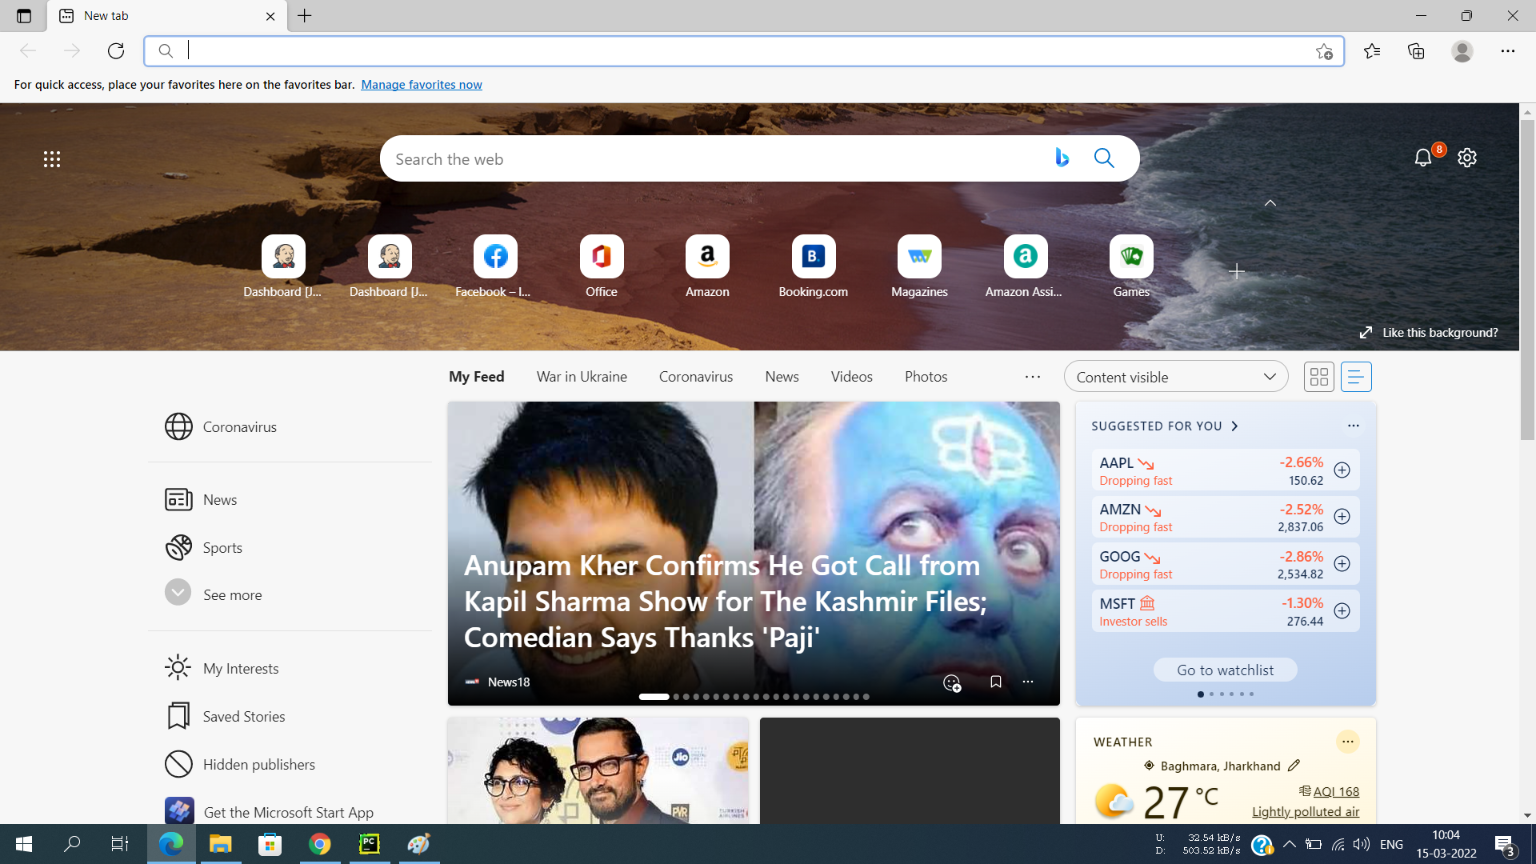 New tab
For quick access, place your favorites here on the favorites bar. Manage favorites now
Search the web
8
Dashboard [J...
Dashboard [J...
Facebook – I...
Office
Amazon
Booking.com
Magazines
Amazon Assi...
Games
Like this background?
My Feed
War in Ukraine
Coronavirus
News
Videos
Photos
Content visible
Coronavirus
News
Sports
See more
My Interests
Saved Stories
Hidden publishers
Get the Microsoft Start App
Anupam Kher Confirms He Got Call from
Kapil Sharma Show for The Kashmir Files;
Comedian Says Thanks 'Paji'
News18
SUGGESTED FOR YOU
AAPL -2.66%
Dropping fast 150.62
AMZN -2.52%
Dropping fast 2,837.06
GOOG -2.86%
Dropping fast 2,534.82
MSFT -1.30%
Investor sells 276.44
Go to watchlist
Jio
PVR
WEATHER
Baghmara, Jharkhand
27 °C
AQI 168
Lightly polluted air
U: 32.54 kB/s
D: 503.52 kB/s
ENG
10:04
15-03-2022
3